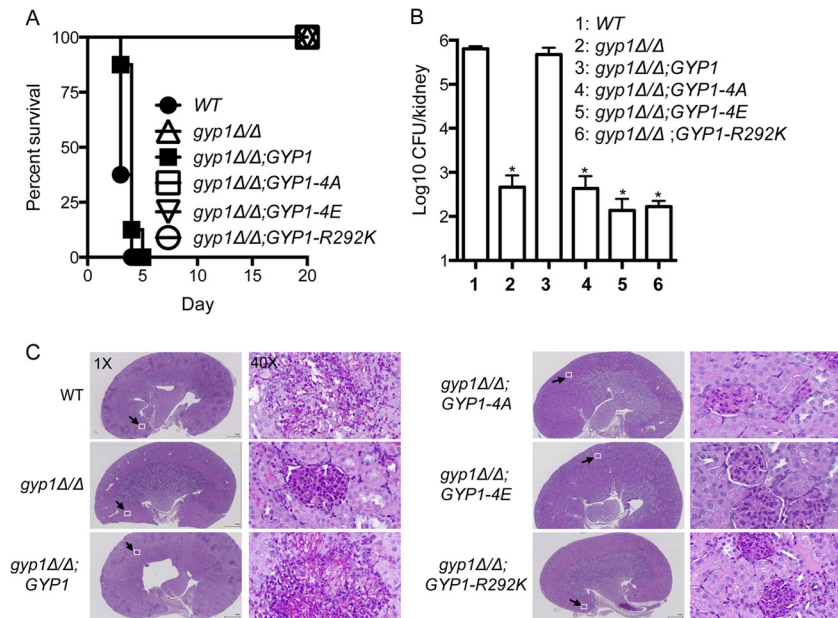 A
100
75
50
25
0
Percent survival
0 5 10 15 20
Day
WT
gyp1Δ/Δ
gyp1Δ/Δ;GYP1
gyp1Δ/Δ;GYP1-4A
gyp1Δ/Δ;GYP1-4E
gyp1Δ/Δ;GYP1-R292K
B
6
5
4
3
2
1
Log10 CFU/kidney
* * * *
1 2 3 4 5 6
1: WT
2: gyp1Δ/Δ
3: gyp1Δ/Δ;GYP1
4: gyp1Δ/Δ;GYP1-4A
5: gyp1Δ/Δ;GYP1-4E
6: gyp1Δ/Δ ;GYP1-R292K
C
1X 40X
WT
gyp1Δ/Δ
gyp1Δ/Δ;
GYP1
gyp1Δ/Δ;
GYP1-4A
gyp1Δ/Δ;
GYP1-4E
gyp1Δ/Δ;
GYP1-R292K